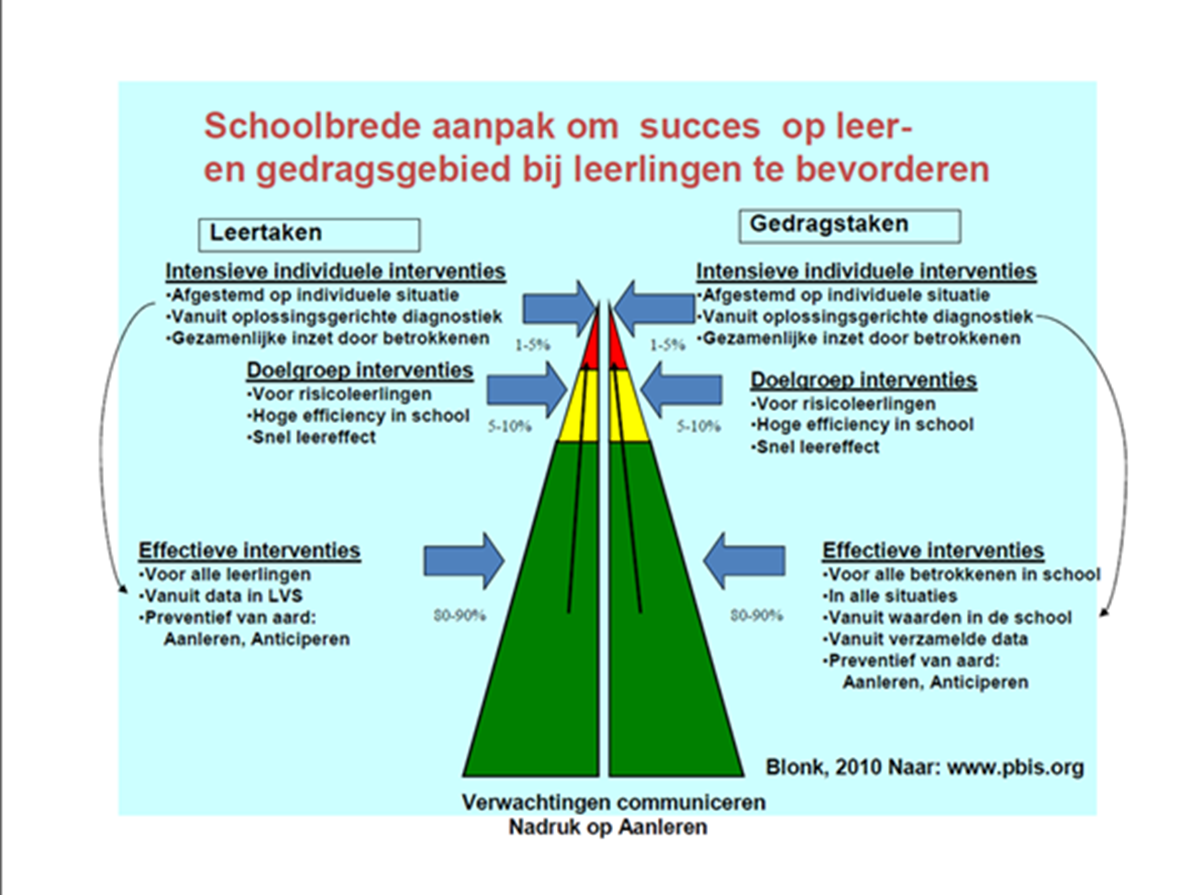 Schoolbrede aanpak om succes op leer-
en gedragsgebied bij leerlingen te bevorderen
Leertaken
Intensieve individuele interventies
•Afgestemd op individuele situatie
•Vanuit oplossingsgerichte diagnostiek
•Gezamenlijke inzet door betrokkenen
1-5%
Doelgroep interventies
•Voor risicoleerlingen
•Hoge efficiency in school
•Snel leereffect
5-10%
Effectieve interventies
•Voor alle leerlingen
•Vanuit data in LVS
•Preventief van aard:
Aanleren, Anticiperen
80-90%
Gedragstaken
Intensieve individuele interventies
•Afgestemd op individuele situatie
•Vanuit oplossingsgerichte diagnostiek
•Gezamenlijke inzet door betrokkenen
1-5%
Doelgroep interventies
•Voor risicoleerlingen
•Hoge efficiency in school
•Snel leereffect
5-10%
Effectieve interventies
•Voor alle betrokkenen in school
•In alle situaties
•Vanuit waarden in de school
•Vanuit verzamelde data
•Preventief van aard:
Aanleren, Anticiperen
80-90%
Blonk, 2010 Naar: www.pbis.org
Verwachtingen communiceren
Nadruk op Aanleren